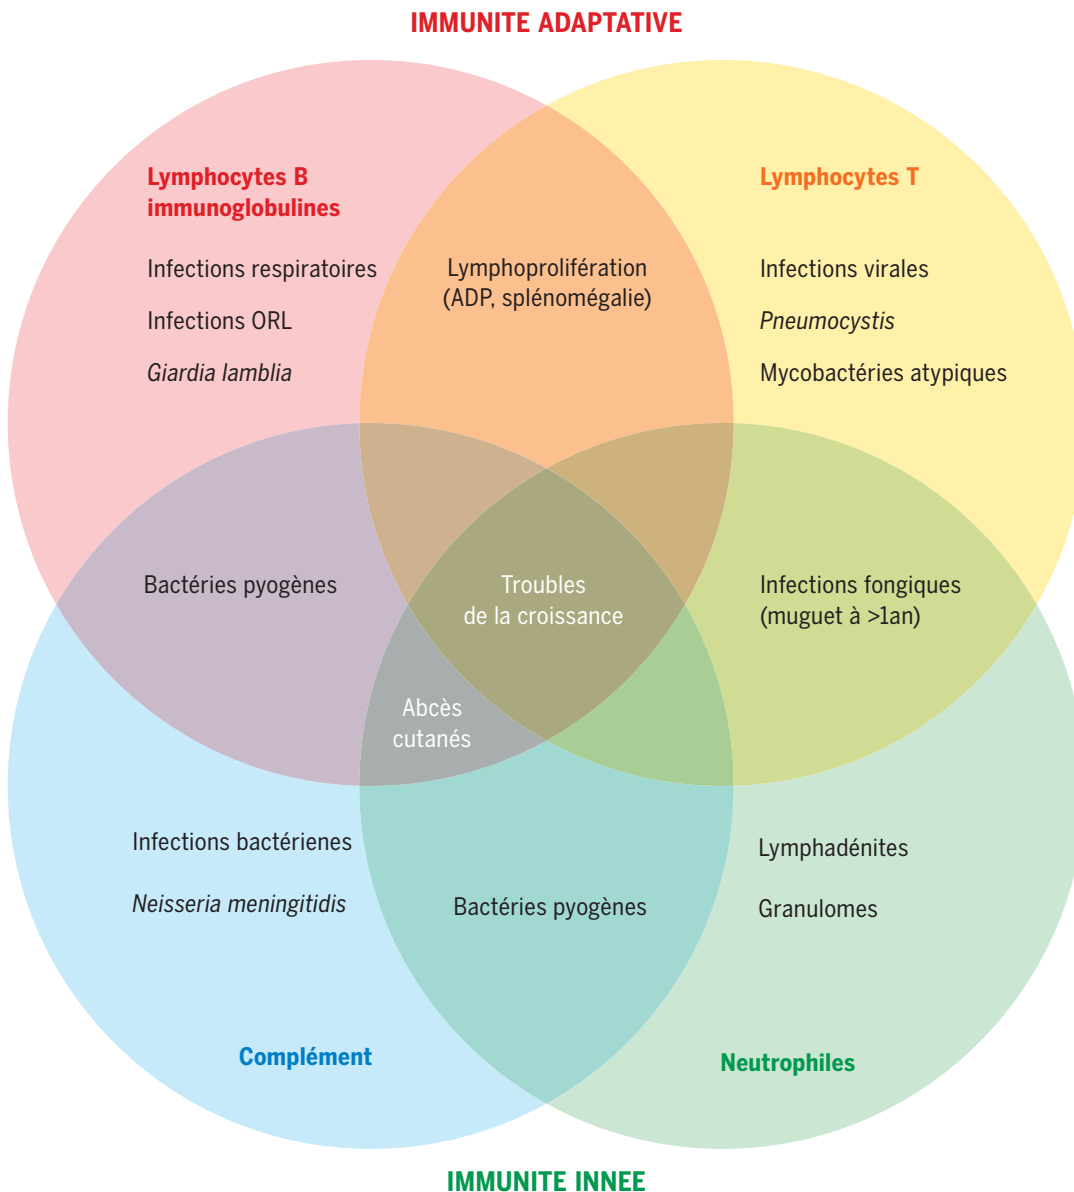 IMMUNITE ADAPTATIVE
Lymphocytes B
immunoglobulines
Infections respiratoires
Infections ORL
Giardia lamblia
Lymphoprolifération
(ADP, splénomégalie)
Lymphocytes T
Infections virales
Pneumocystis
Mycobactéries atypiques
Bactéries pyogènes
Troubles
de la croissance
Infections fongiques
(muguet à >1an)
Abcès
cutanés
Infections bactérienes
Neisseria meningitidis
Bactéries pyogènes
Lymphadénites
Granulomes
Complément
Neutrophiles
IMMUNITE INNEE